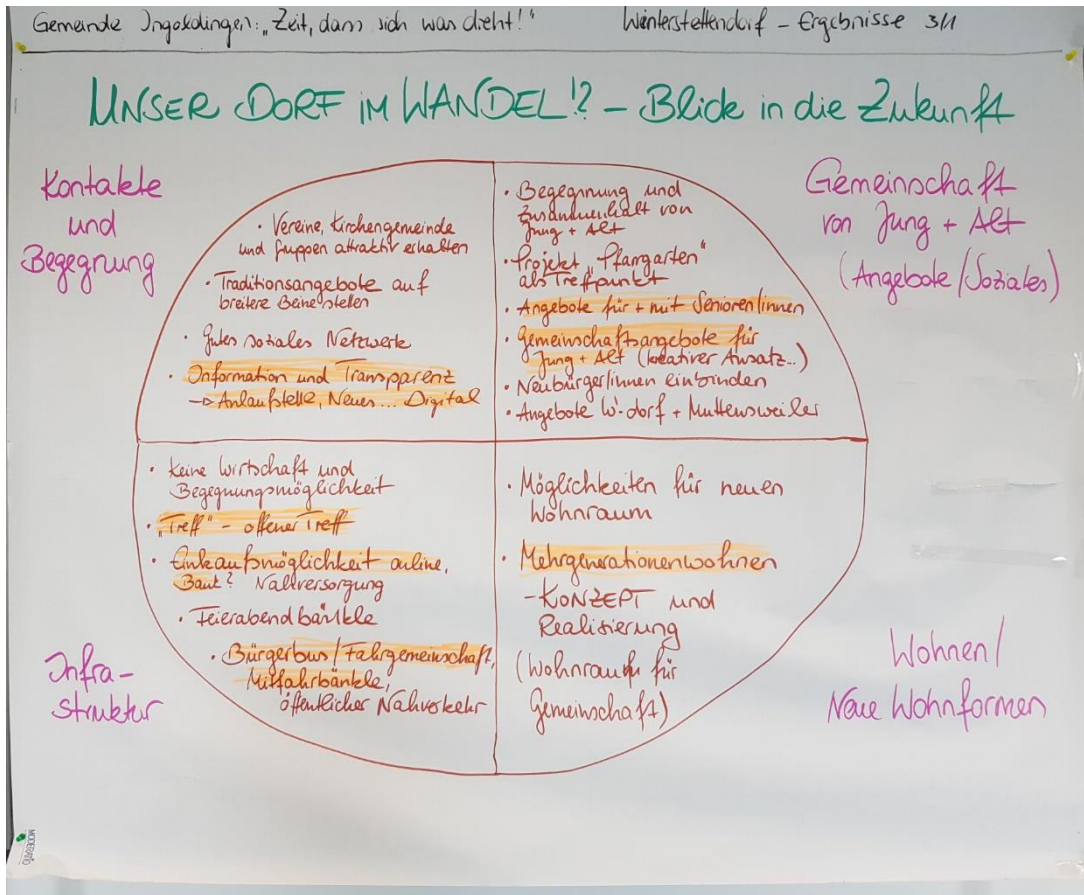 Gemeinde Ingoldingen: „Zeit, dass sich was dreht!"
Winterstettendorf - Ergebnisse 3/1
UNSER DORF IM WANDEL!? - Blick in die Zukunft
Kontakte
und
Begegnung
• Vereine, Kirchengemeinde
und Gruppen attraktiv erhalten
• Traditionsangebote auf
breitere Beine stellen
• Gutes soziales Netzwerk
• Information und Transparenz
→ Anlaufstelle, Neues... Digital
Gemeinschaft
von Jung + Alt
(Angebote/Soziales)
• Begegnung und
Zusammenhalt von
Jung + Alt
• Projekt „Pfarrgarten"
als Treffpunkt
• Angebote für + mit Senioren/innen
• Gemeinschaftsangebote für
Jung + Alt (kreativer Ansatz...)
• Neubürger/innen einbinden
• Angebote W'dorf + Muttensweiler
Infra-
struktur
• Keine Wirtschaft und
Begegnungsmöglichkeit
• „Treff" - offener Treff
• Einkaufsmöglichkeit online,
Bank? Nahversorgung
• Feierabendbänkle
• Bürgerbus/Fahrgemeinschaft,
Mitfahrbänkle,
öffentlicher Nahverkehr
Wohnen/
Neue Wohnformen
• Möglichkeiten für neuen
Wohnraum
• Mehrgenerationenwohnen
- KONZEPT und
Realisierung
(Wohnraum für
Gemeinschaft)
MODERATIO